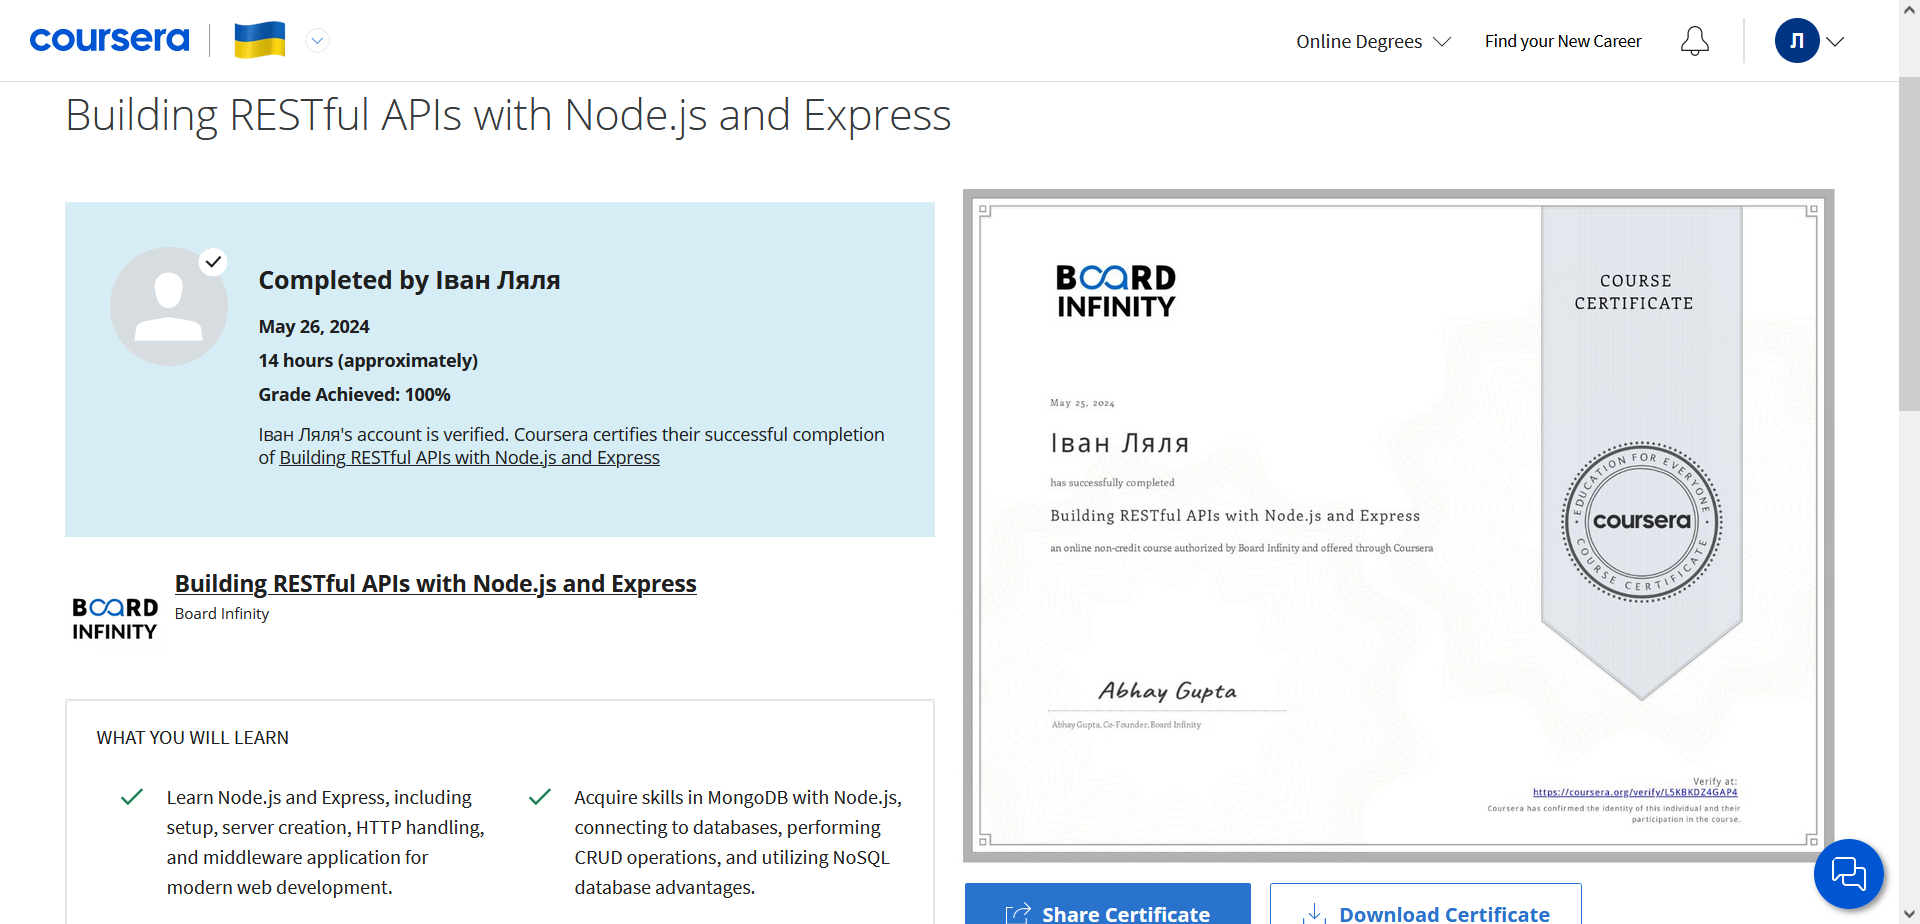 coursera
Online Degrees
Find your New Career
Л
Building RESTful APIs with Node.js and Express
Completed by Іван Ляля
May 26, 2024
14 hours (approximately)
Grade Achieved: 100%
Іван Ляля's account is verified. Coursera certifies their successful completion
of Building RESTful APIs with Node.js and Express
BOARD
INFINITY
Building RESTful APIs with Node.js and Express
Board Infinity
WHAT YOU WILL LEARN
Learn Node.js and Express, including
setup, server creation, HTTP handling,
and middleware application for
modern web development.
Acquire skills in MongoDB with Node.js,
connecting to databases, performing
CRUD operations, and utilizing NoSQL
database advantages.
BOARD
INFINITY
COURSE
CERTIFICATE
May 25, 2024
Іван Ляля
has successfully completed
Building RESTful APIs with Node.js and Express
an online non-credit course authorized by Board Infinity and offered through Coursera
EDUCATION FOR EVERYONE
coursera
COURSE CERTIFICATE
Abhay Gupta
Abhay Gupta, Co-Founder, Board Infinity
Verify at:
https://coursera.org/verify/L5KBKDZ4GAP4
Coursera has confirmed the identity of this individual and their
participation in the course.
Share Certificate
Download Certificate